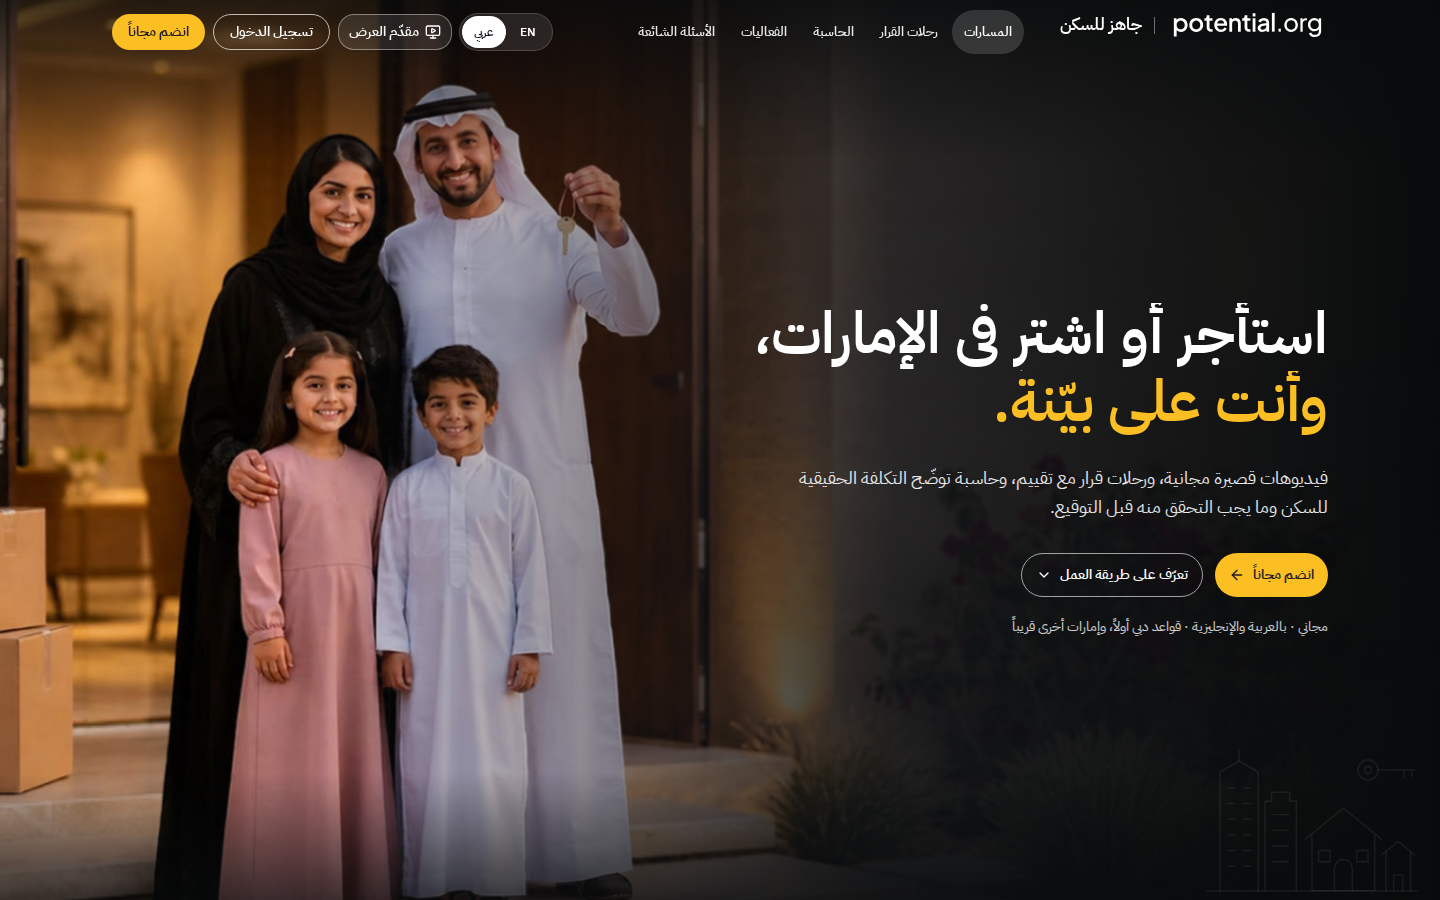 potential.org | جاهز للسكن
المسارات
رحلات القرار
الحاسبة
الفعاليات
الأسئلة الشائعة
EN
عربي
مقدّم العرض
تسجيل الدخول
انضم مجاناً
استأجر أو اشترِ في الإمارات،
وأنت على بيّنة.
فيديوهات قصيرة مجانية، ورحلات قرار مع تقييم، وحاسبة توضّح التكلفة الحقيقية
للسكن وما يجب التحقق منه قبل التوقيع.
انضم مجاناً
تعرّف على طريقة العمل
مجاني · بالعربية والإنجليزية · قواعد دبي أولاً، وإمارات أخرى قريباً